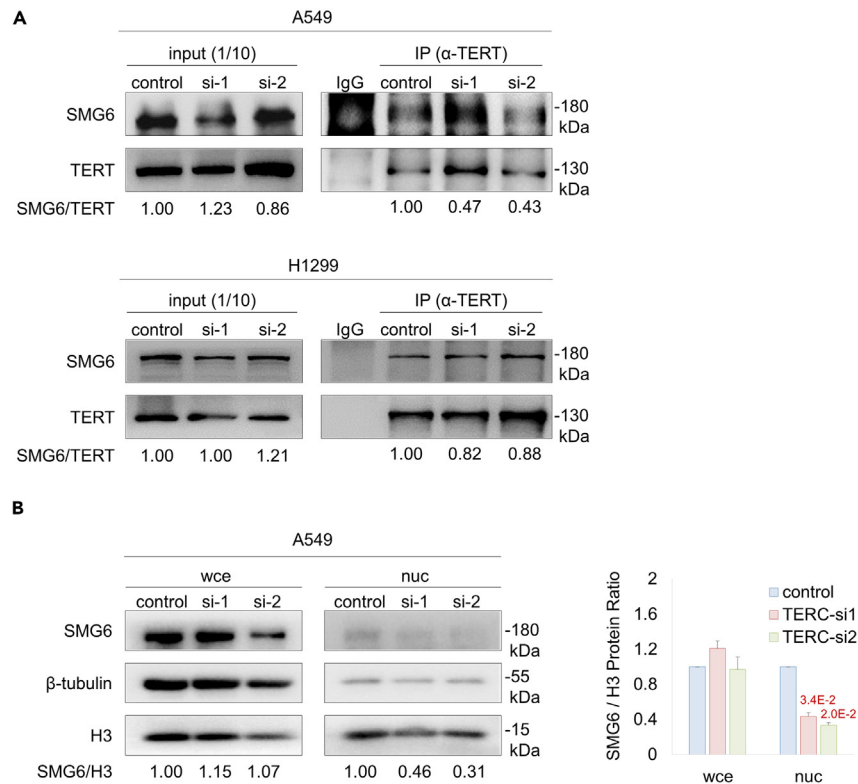 A
A549
input (1/10) IP (α-TERT)
control si-1 si-2 IgG control si-1 si-2
SMG6 -180
kDa
TERT -130
kDa
SMG6/TERT 1.00 1.23 0.86 1.00 0.47 0.43
H1299
input (1/10) IP (α-TERT)
control si-1 si-2 IgG control si-1 si-2
SMG6 -180
kDa
TERT -130
kDa
SMG6/TERT 1.00 1.00 1.21 1.00 0.82 0.88
B
A549
wce nuc
control si-1 si-2 control si-1 si-2
SMG6 -180
kDa
β-tubulin -55
kDa
H3 -15
kDa
SMG6/H3 1.00 1.15 1.07 1.00 0.46 0.31
SMG6 / H3 Protein Ratio
2
1.6
1.2
0.8
0.4
0
control
TERC-si1
TERC-si2
3.4E-2
2.0E-2
wce nuc